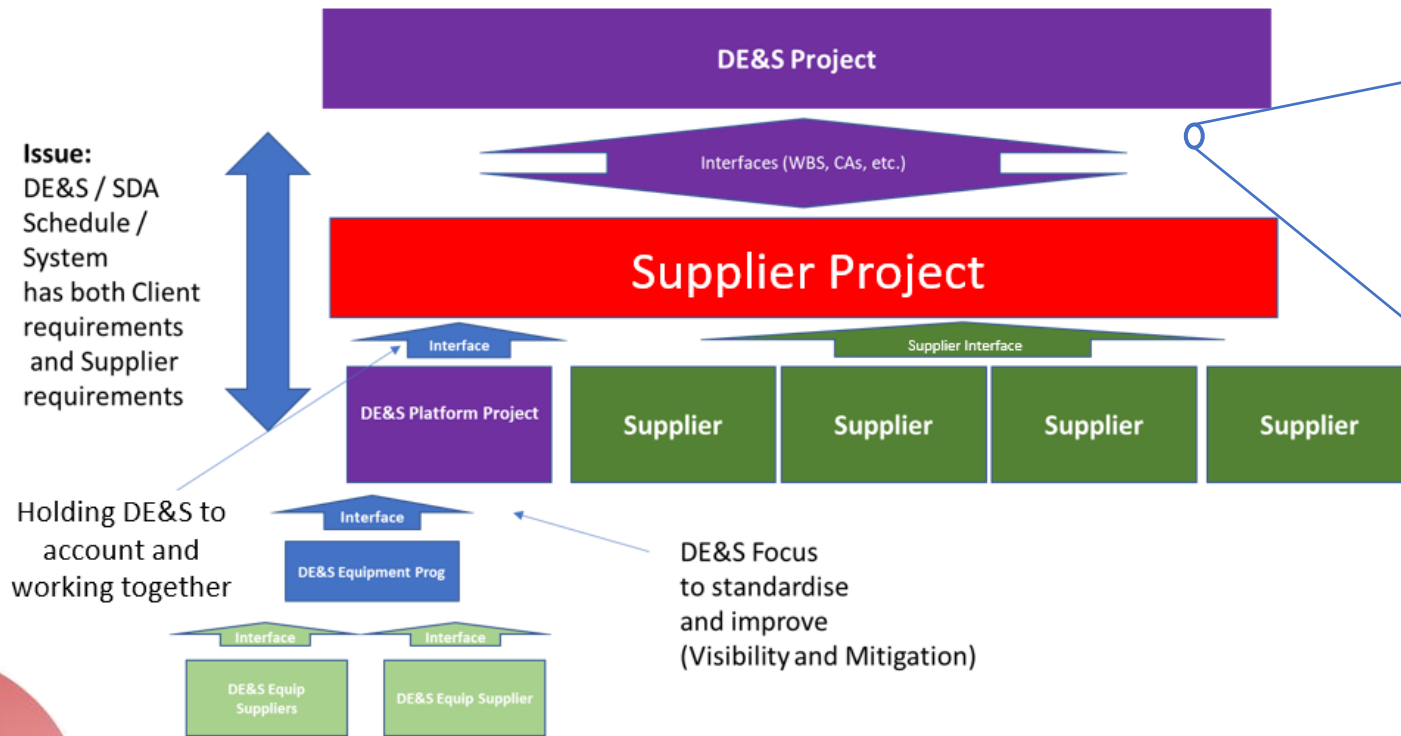 DE&S Project
Interfaces (WBS, CAs, etc.)
Issue:
DE&S / SDA
Schedule /
System
has both Client
requirements
and Supplier
requirements
Supplier Project
Interface
Supplier Interface
DE&S Platform Project
Supplier
Supplier
Supplier
Supplier
Holding DE&S to
account and
working together
Interface
DE&S Equipment Prog
DE&S Focus
to standardise
and improve
(Visibility and Mitigation)
Interface
Interface
DE&S Equip
Suppliers
DE&S Equip Supplier